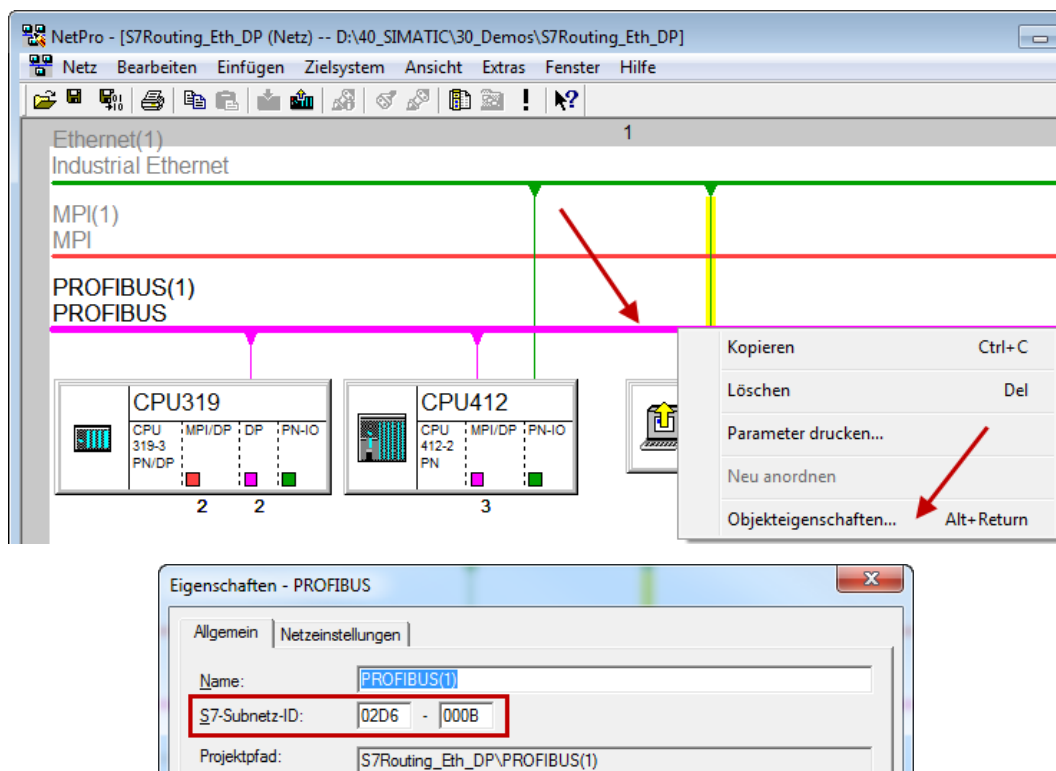 NetPro - [S7Routing_Eth_DP (Netz) -- D:\40_SIMATIC\30_Demos\S7Routing_Eth_DP]
Netz Bearbeiten Einfügen Zielsystem Ansicht Extras Fenster Hilfe
1
Ethernet(1)
Industrial Ethernet
MPI(1)
MPI
PROFIBUS(1)
PROFIBUS
Kopieren Ctrl+C
Löschen Del
Parameter drucken...
Neu anordnen
Objekteigenschaften... Alt+Return
CPU319
CPU 319-3 PN/DP MPI/DP DP PN-IO
2 2
CPU412
CPU 412-2 PN MPI/DP PN-IO
3
Eigenschaften - PROFIBUS
Allgemein Netzeinstellungen
Name: PROFIBUS(1)
S7-Subnetz-ID: 02D6 - 000B
Projektpfad: S7Routing_Eth_DP\PROFIBUS(1)